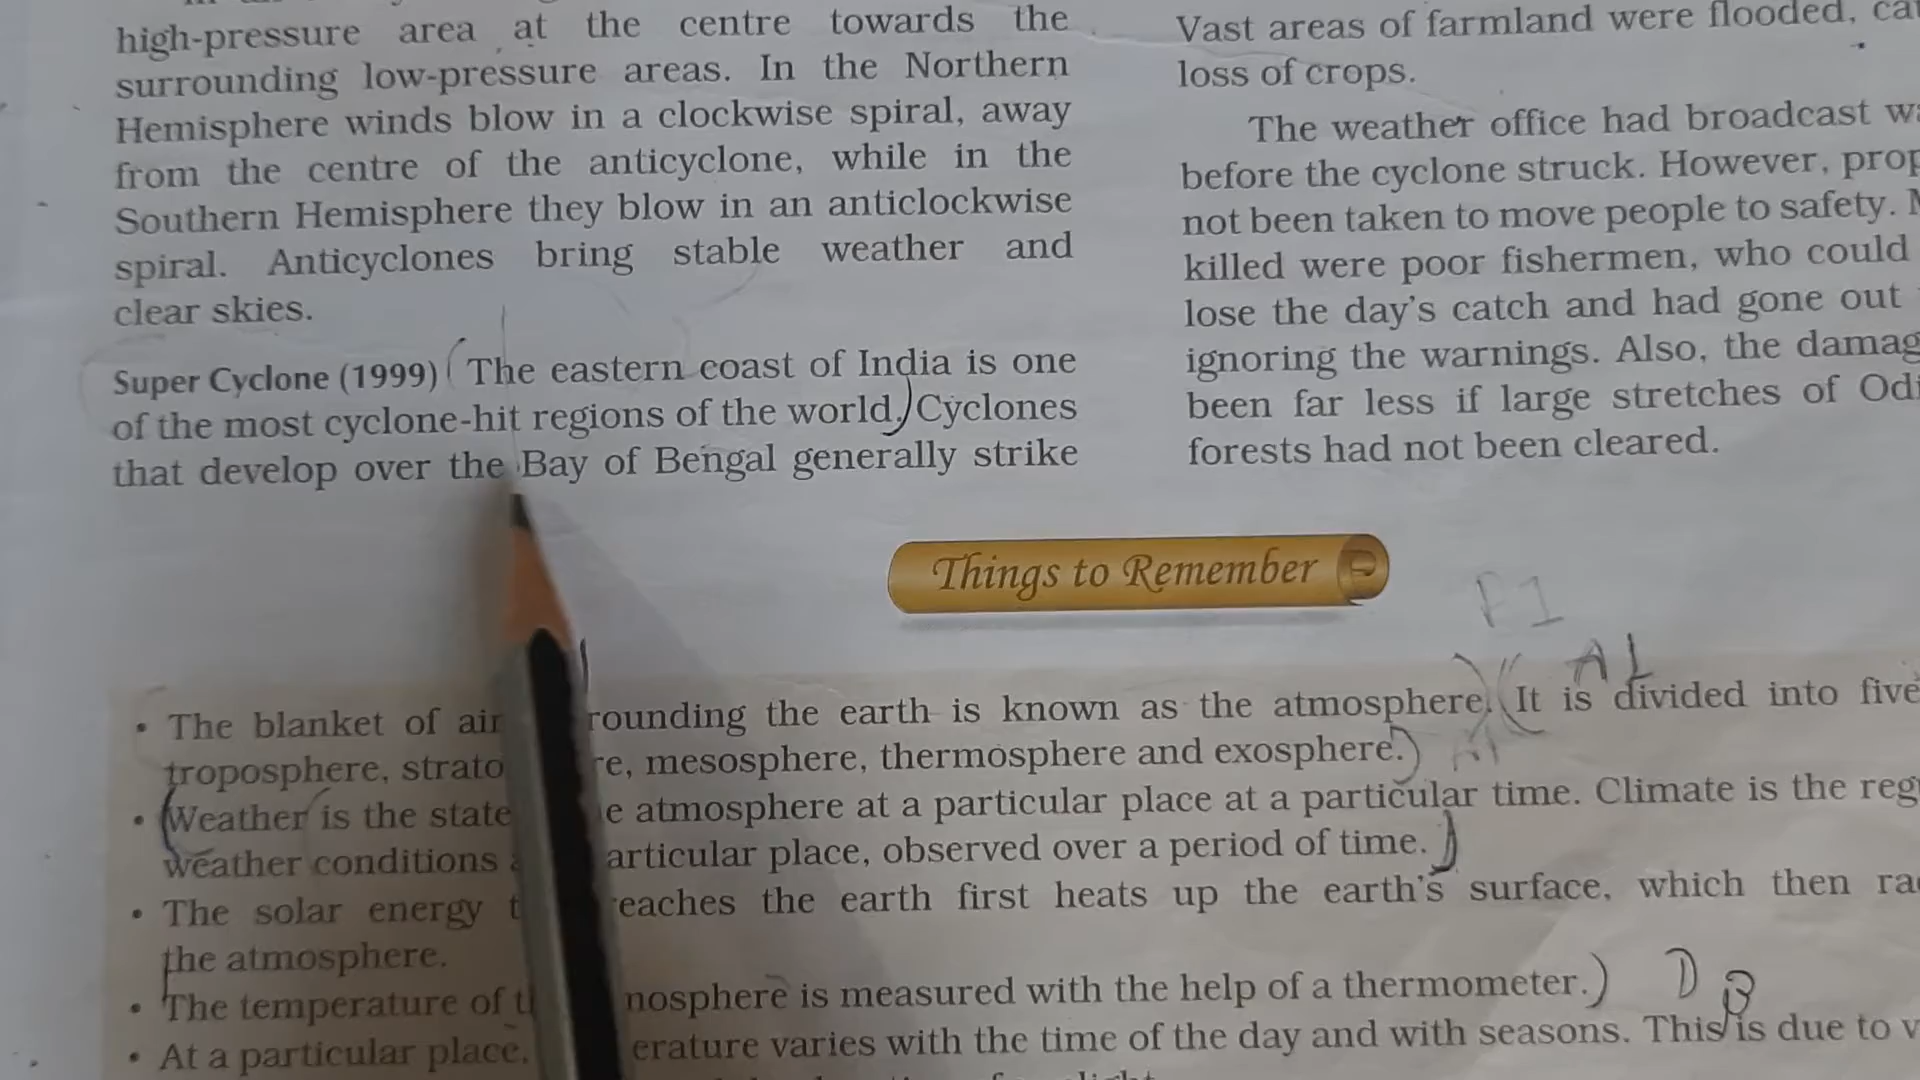 high-pressure area at the centre towards the
surrounding low-pressure areas. In the Northern
Hemisphere winds blow in a clockwise spiral, away
from the centre of the anticyclone, while in the
Southern Hemisphere they blow in an anticlockwise
spiral. Anticyclones bring stable weather and
clear skies.
Super Cyclone (1999) The eastern coast of India is one
of the most cyclone-hit regions of the world. Cyclones
that develop over the Bay of Bengal generally strike
Vast areas of farmland were flooded,
loss of crops.
The weather office had broadcast
before the cyclone struck. However,
not been taken to move people to safety.
killed were poor fishermen, who could
lose the day's catch and had gone out
ignoring the warnings. Also, the
been far less if large stretches of
forests had not been cleared.
Things to Remember
P1
A1
• The blanket of air rounding the earth is known as the atmosphere. It is divided into five
troposphere, strato re, mesosphere, thermosphere and exosphere.
• Weather is the state e atmosphere at a particular place at a particular time. Climate is the
weather conditions articular place, observed over a period of time.
• The solar energy eaches the earth first heats up the earth's surface, which then
the atmosphere.
• The temperature of nosphere is measured with the help of a thermometer.
D B
• At a particular place, erature varies with the time of the day and with seasons. This is due to